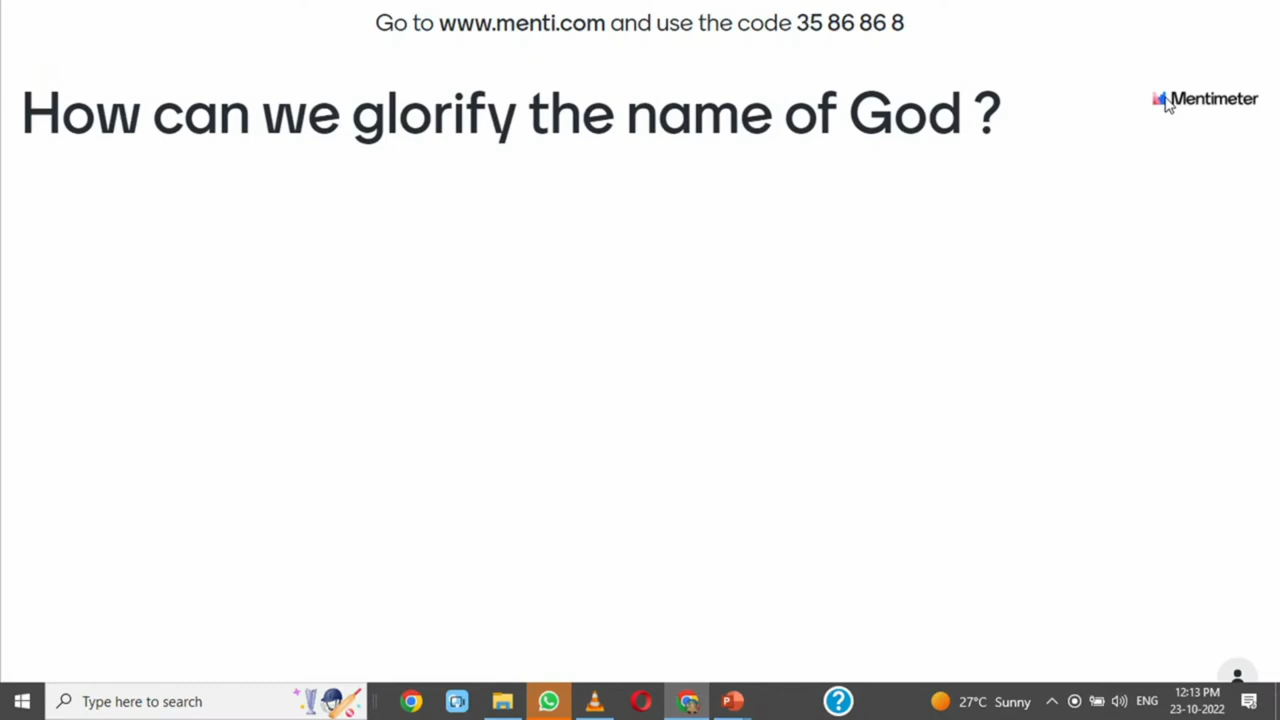 Go to www.menti.com and use the code 35 86 86 8
How can we glorify the name of God ?
Mentimeter
Type here to search
27°C Sunny
ENG
12:13 PM
23-10-2022